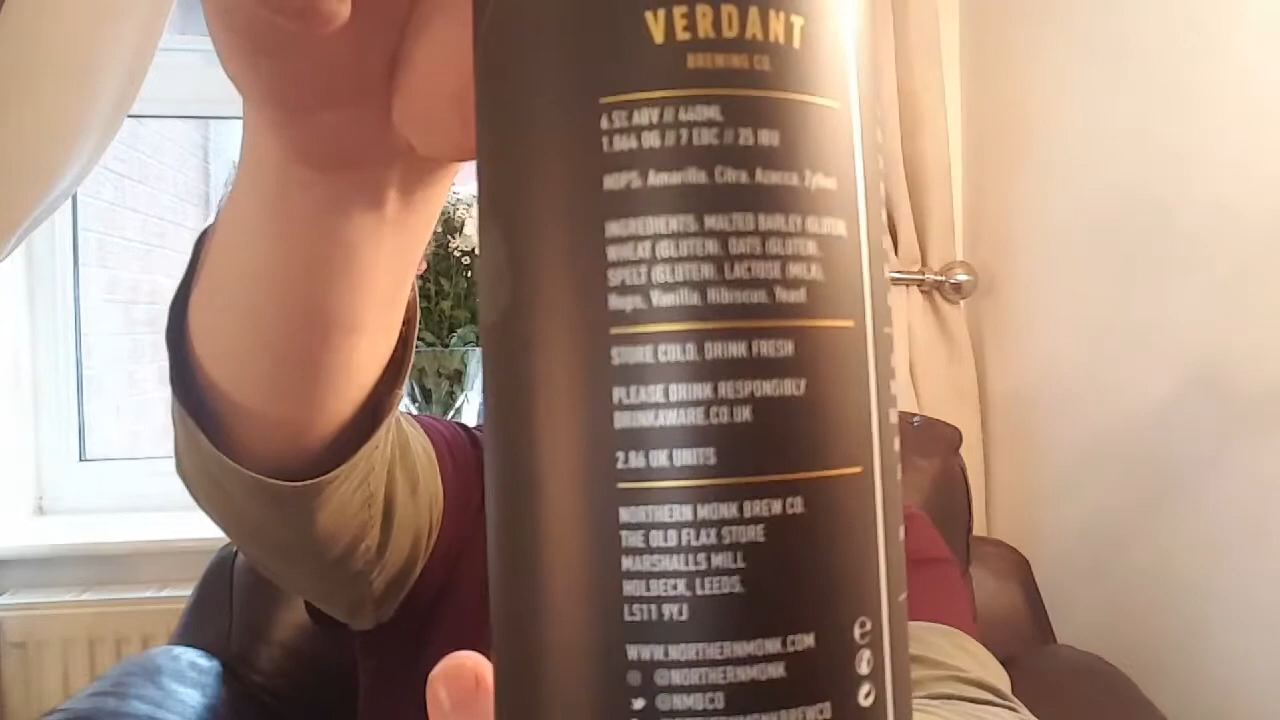 VERDANT
BREWING CO.
6.5% ABV // 440ML
1.064 OG // 7 EBC // 25 IBU
HOPS. Amarillo, Citra, Azacca,
INGREDIENTS. MALTED BARLEY (GLUTEN),
WHEAT (GLUTEN), OATS (GLUTEN),
SPELT (GLUTEN), LACTOSE (MILK),
Hops, Vanilla, Hibiscus, Yeast
STORE COLD. DRINK FRESH
PLEASE DRINK RESPONSIBLY
DRINKAWARE.CO.UK
2.86 UK UNITS
NORTHERN MONK BREW CO.
THE OLD FLAX STORE
MARSHALLS MILL
HOLBECK, LEEDS.
LS11 9YJ
WWW.NORTHERNMONK.COM
@NORTHERNMONK
@NMBCO
@NORTHERNMONKBREWCO
e